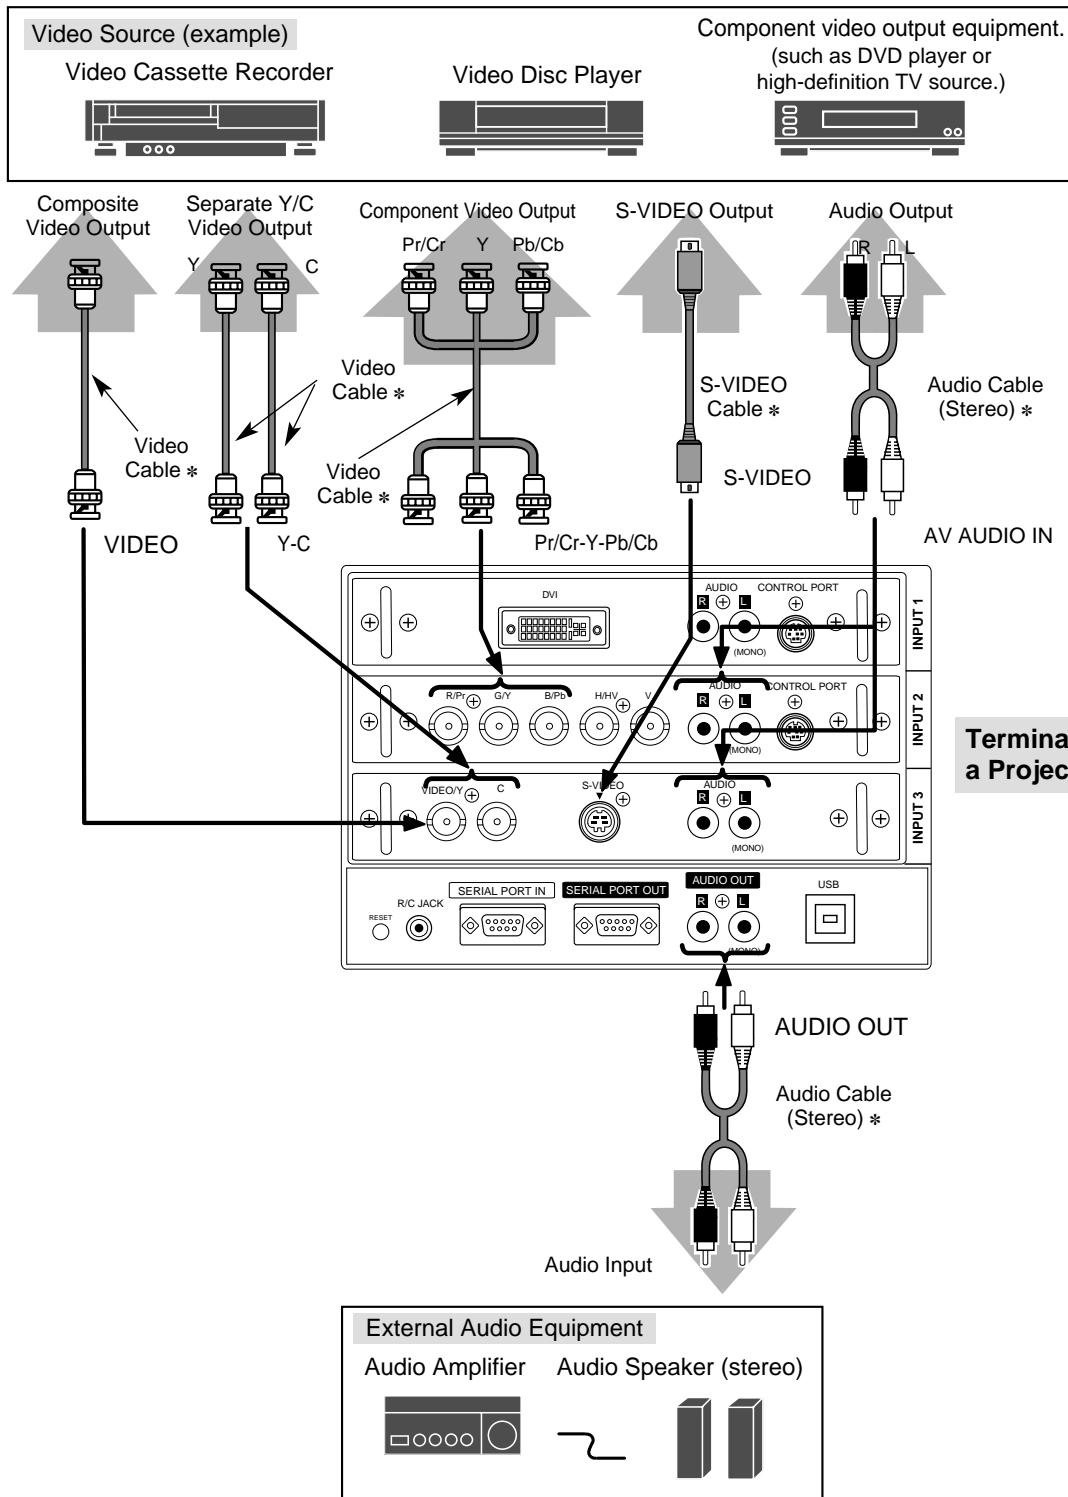 Video Source (example)
Component video output equipment.
(such as DVD player or
high-definition TV source.)
Video Cassette Recorder
Video Disc Player
Composite
Video Output
Separate Y/C
Video Output
Component Video Output
S-VIDEO Output
Audio Output
Y
C
Pr/Cr
Y
Pb/Cb
R
L
Video
Cable ∗
Video
Cable ∗
Video
Cable ∗
S-VIDEO
Cable ∗
Audio Cable
(Stereo) ∗
VIDEO
Y-C
Pr/Cr-Y-Pb/Cb
S-VIDEO
AV AUDIO IN
DVI
AUDIO
R
L
(MONO)
CONTROL PORT
INPUT 1
R/Pr
G/Y
B/Pb
H/HV
V
AUDIO
R
L
(MONO)
CONTROL PORT
INPUT 2
VIDEO/Y
C
S-VIDEO
AUDIO
R
L
(MONO)
INPUT 3
Termina
a Projec
RESET
R/C JACK
SERIAL PORT IN
SERIAL PORT OUT
AUDIO OUT
R
L
(MONO)
USB
AUDIO OUT
Audio Cable
(Stereo) ∗
Audio Input
External Audio Equipment
Audio Amplifier
Audio Speaker (stereo)